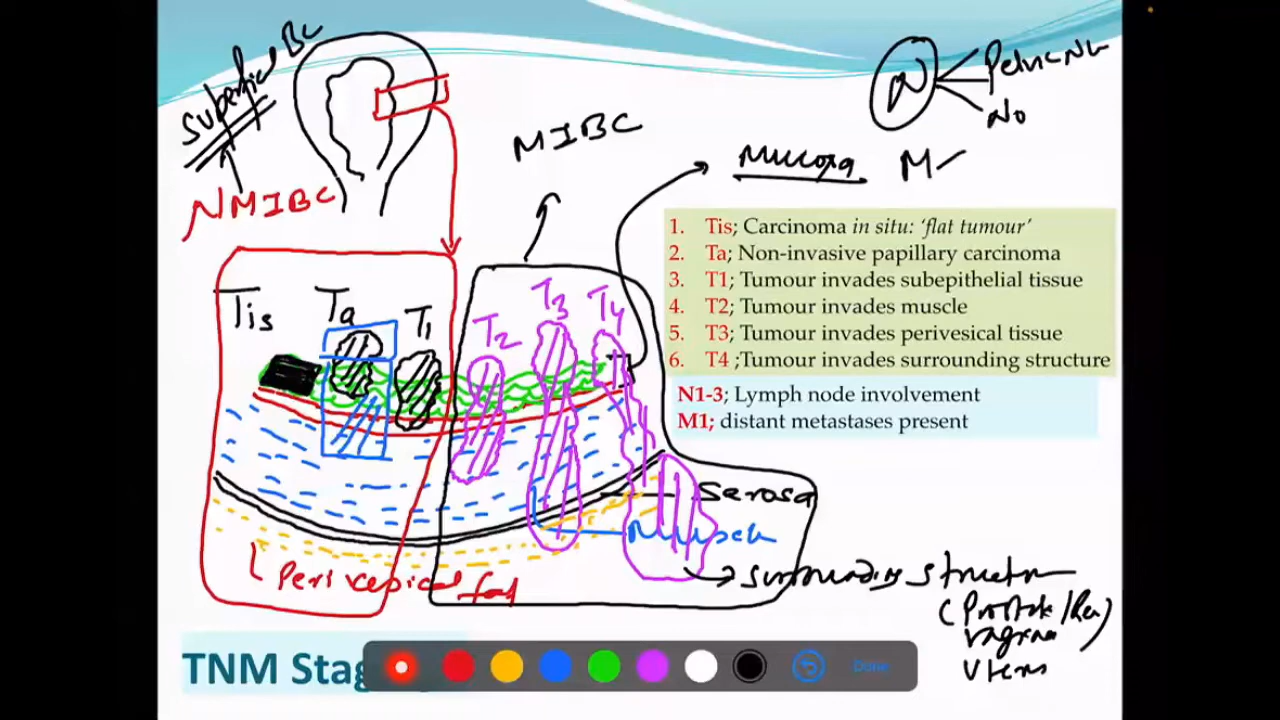 Superficial BC
NMIBC
MIBC
Mucosa
N
Pelvic
No
M
Tis
Ta
T1
T2
T3
T4
1. Tis; Carcinoma in situ: 'flat tumour'
2. Ta; Non-invasive papillary carcinoma
3. T1; Tumour invades subepithelial tissue
4. T2; Tumour invades muscle
5. T3; Tumour invades perivesical tissue
6. T4 ;Tumour invades surrounding structure
N1-3; Lymph node involvement
M1; distant metastases present
Serosa
Muscle
Perivesical fat
surrounding structure
(Prostate /
vagina
Uterus
TNM Stag
Done